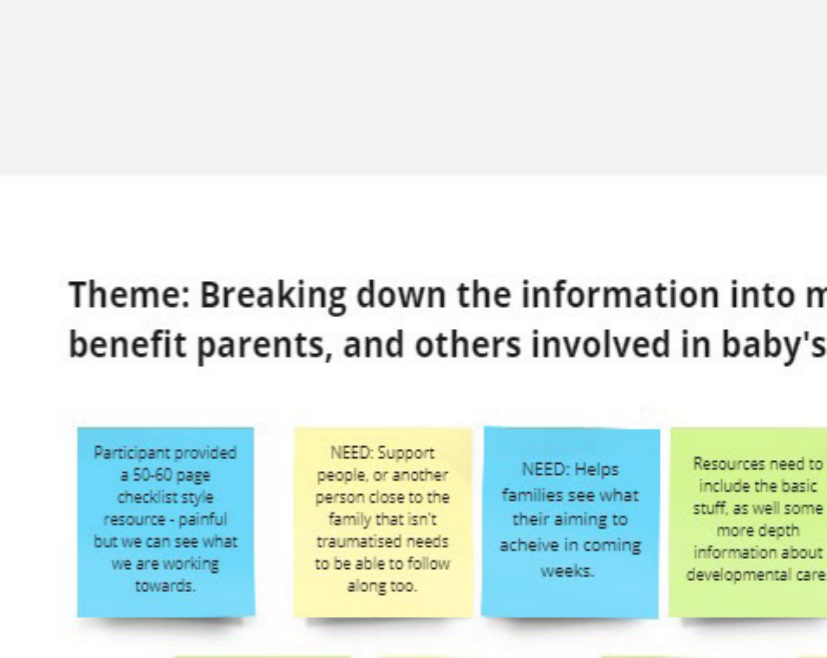 Theme: Breaking down the information into
benefit parents, and others involved in baby's
Participant provided
a 50-60 page
checklist style
resource - painful
but we can see what
we are working
towards.
NEED: Support
people, or another
person close to the
family that isn't
traumatised needs
to be able to follow
along too.
NEED: Helps
families see what
their aiming to
acheive in coming
weeks.
Resources need to
include the basic
stuff, as well some
more depth
information about
developmental care